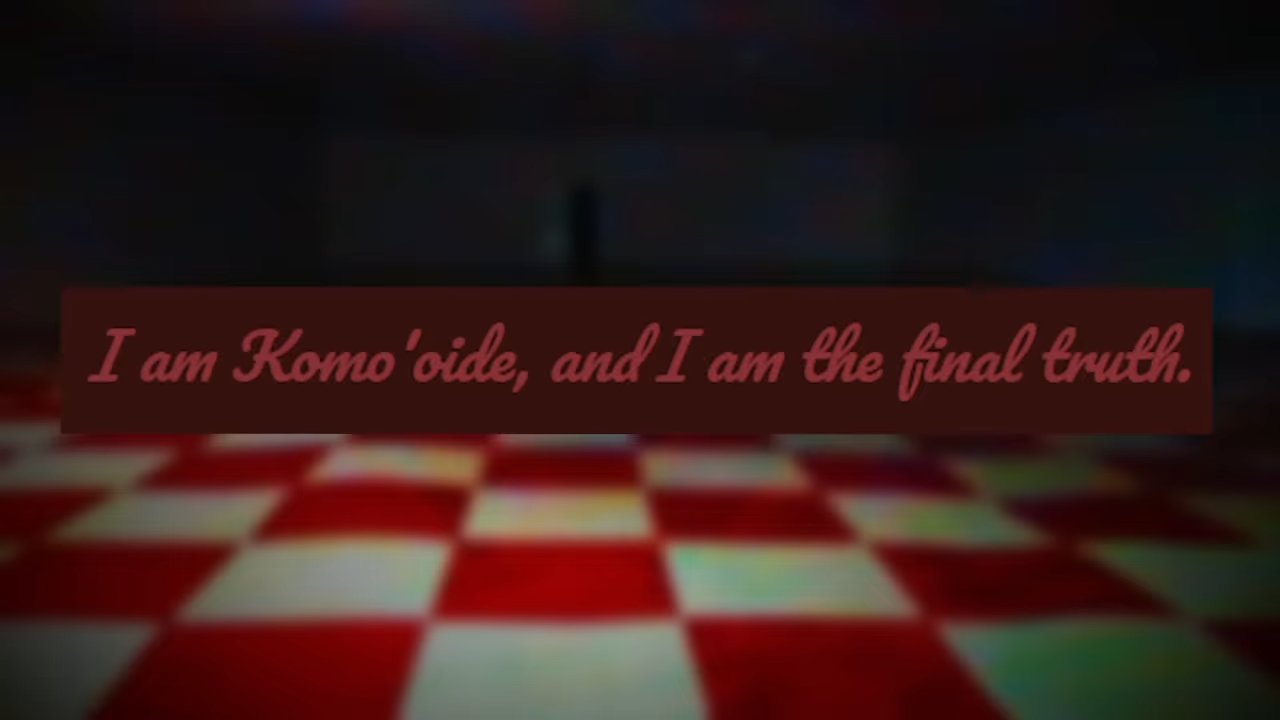 I am Komo'oide, and I am the final truth.